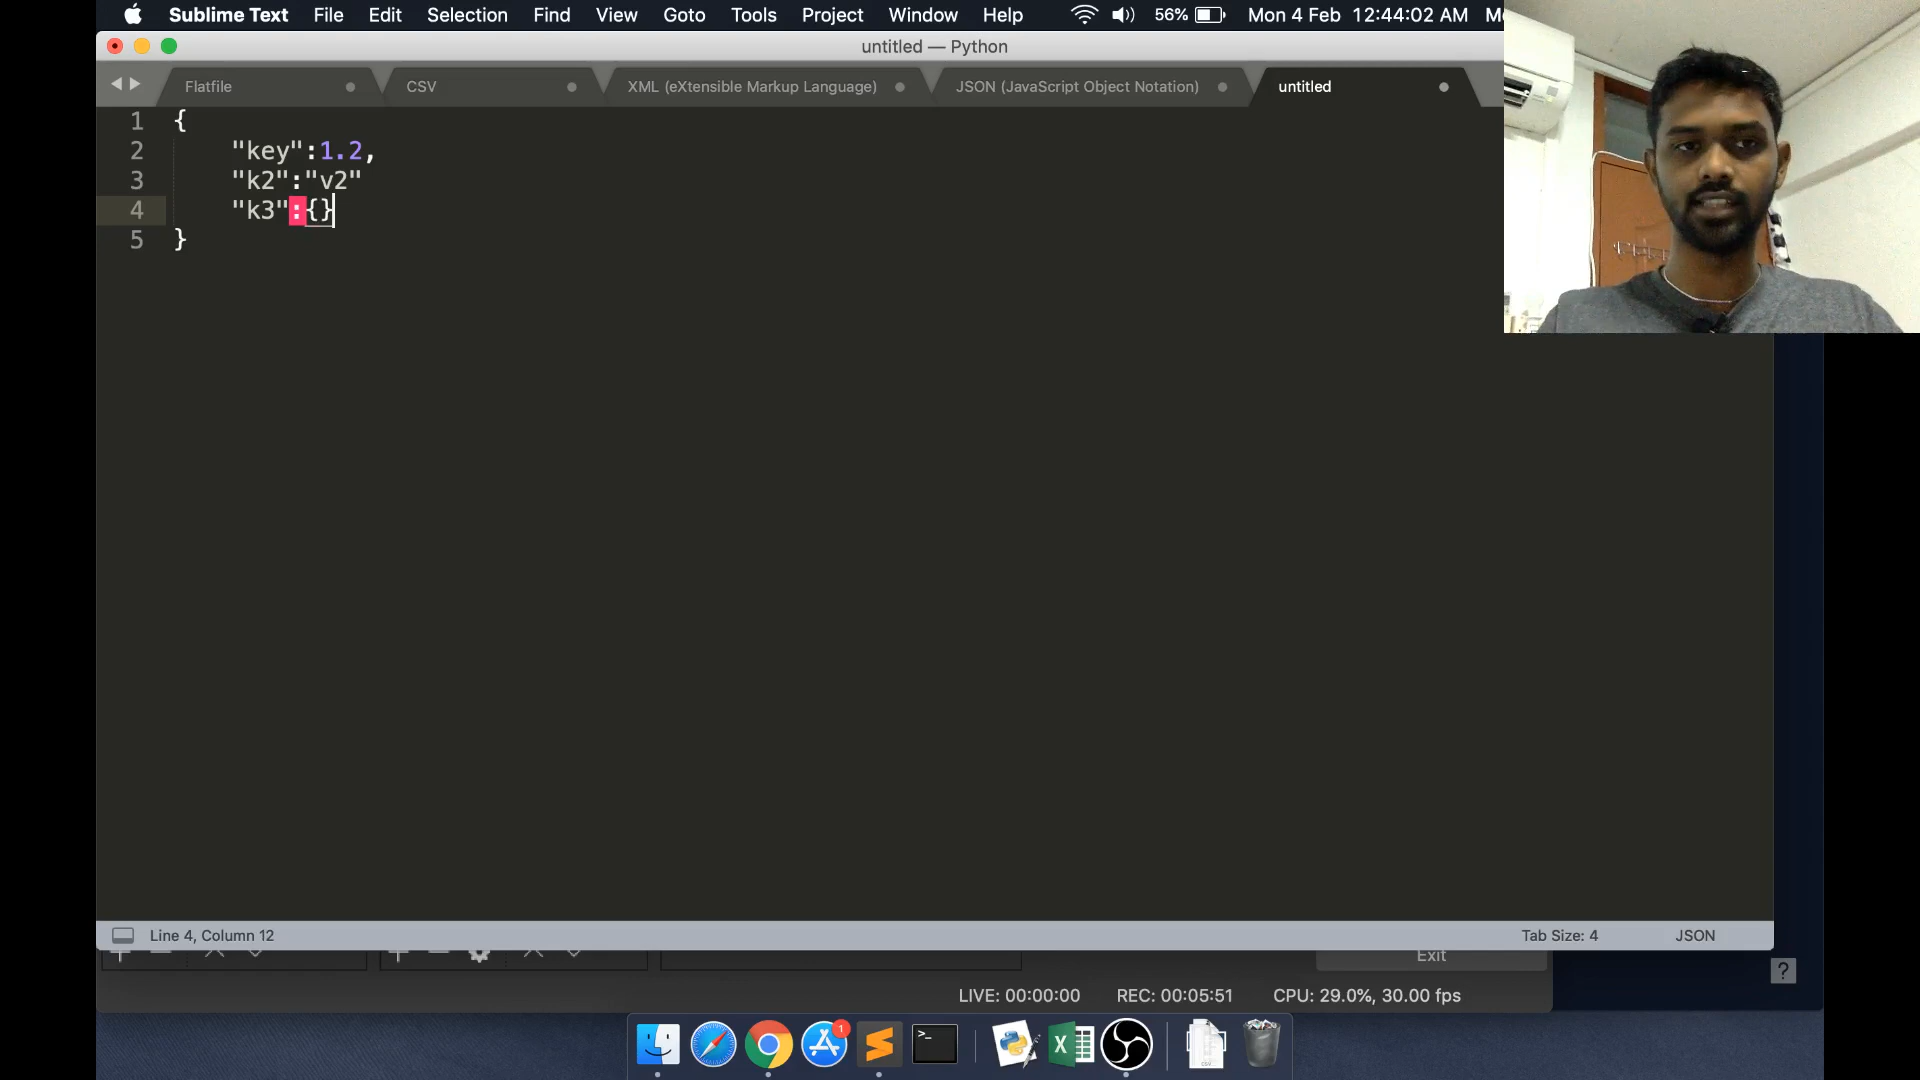 Sublime Text File Edit Selection Find View Goto Tools Project Window Help 56% Mon 4 Feb 12:44:02 AM
untitled — Python
Flatfile CSV XML (eXtensible Markup Language) JSON (JavaScript Object Notation) untitled
1 {
2 "key":1.2,
3 "k2":"v2"
4 "k3":{}
5 }
Line 4, Column 12 Tab Size: 4 JSON
Exit
?
LIVE: 00:00:00 REC: 00:05:51 CPU: 29.0%, 30.00 fps
1